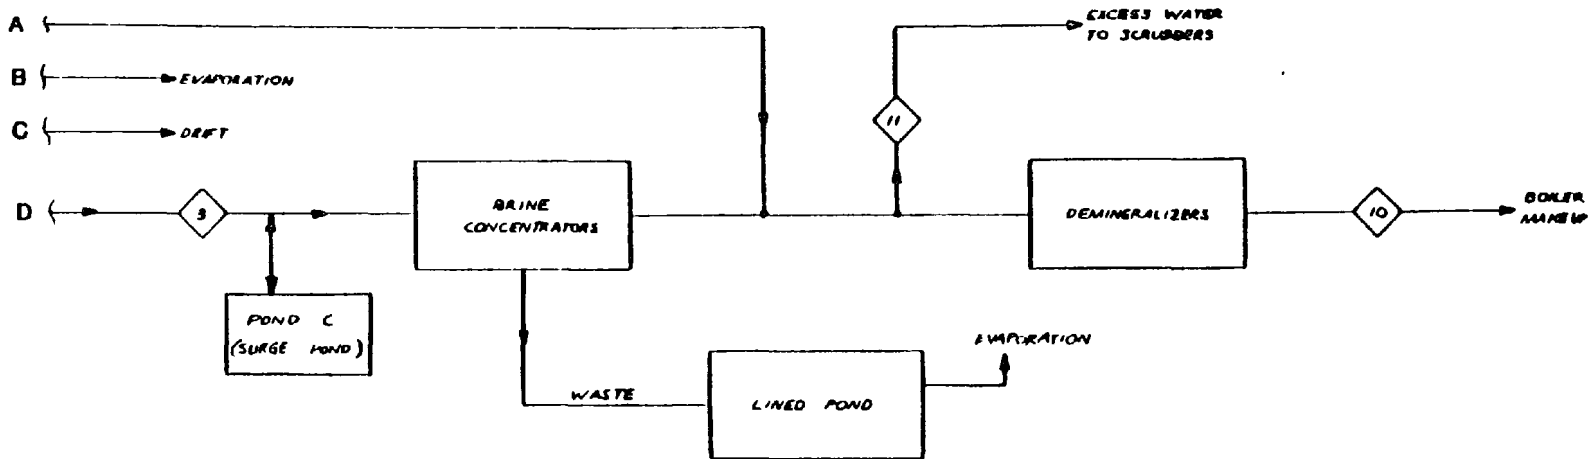 A
EXCESS WATER
TO SCRUBBERS
B
EVAPORATION
11
C
DRIFT
D
3
BRINE
CONCENTRATORS
DEMINERALIZERS
10
BOILER
MAKEUP
POND C
(SURGE POND)
EVAPORATION
WASTE
LINED POND